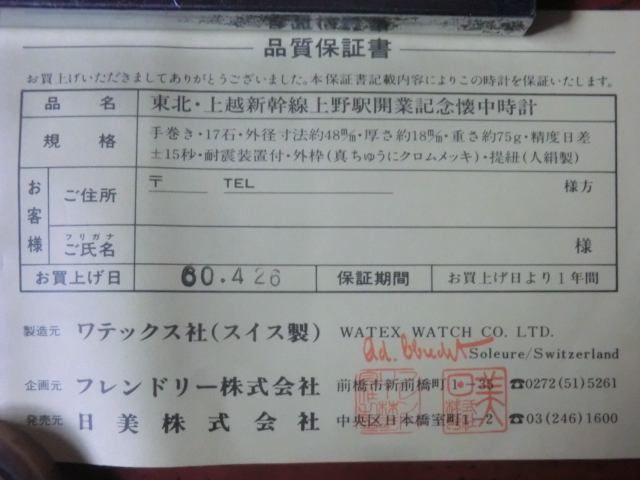 品質保証書
お買上げいただきましてありがとうございました。本保証書記載内容によりこの時計を保証いたします。
品名 東北・上越新幹線上野駅開業記念懐中時計
規格 手巻き・17石・外径寸法約48m/m・厚さ約18m/m・重さ約75g・精度日差
±15秒・耐震装置付・外枠(真ちゅうにクロムメッキ)・提紐(人絹製)
お客様 ご住所 〒 TEL 様方
フリガナ
ご氏名 様
お買上げ日 60.4.26 保証期間 お買上げ日より1年間
製造元 ワテックス社(スイス製) WATEX WATCH CO. LTD.
Soleure/Switzerland
企画元 フレンドリー株式会社 前橋市新前橋町1-35 ☎0272(51)5261
発売元 日美株式会社 中央区日本橋室町1-2 ☎03(246)1600